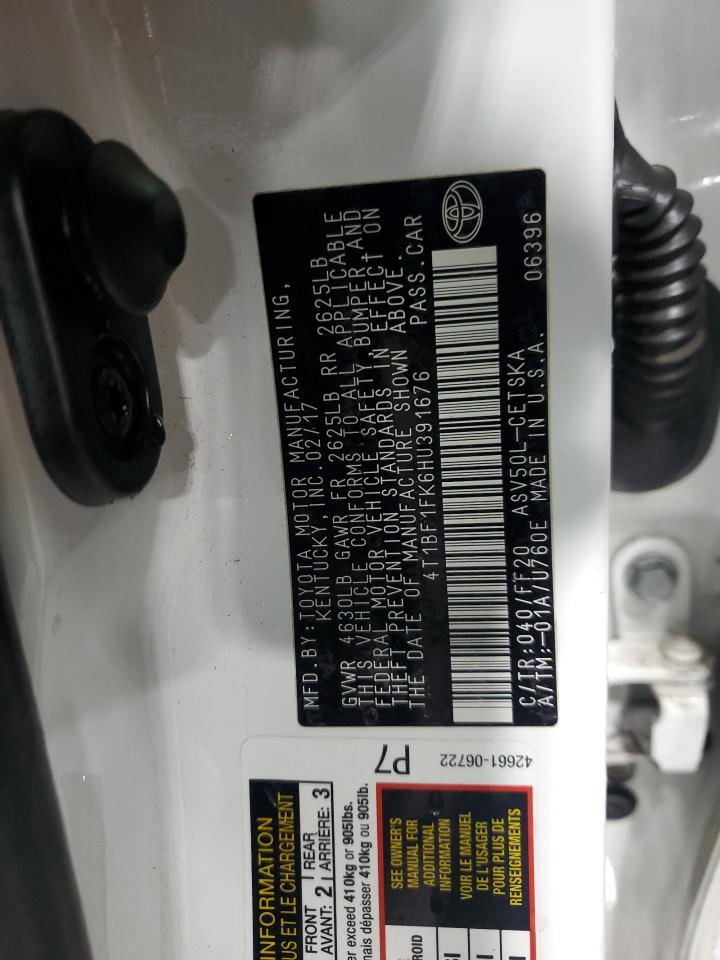 MFD.BY:TOYOTA MOTOR MANUFACTURING,
KENTUCKY, INC. 02/17
GVWR 4630LB GAWR FR 2625LB RR 2625LB
THIS VEHICLE CONFORMS TO ALL APPLICABLE
FEDERAL MOTOR VEHICLE SAFETY, BUMPER, AND
THEFT PREVENTION STANDARDS IN EFFECT ON
THE DATE OF MANUFACTURE SHOWN ABOVE.
4T1BF1FK6HU391676 PASS.CAR
C/TR:040/FF20 ASV50L-CETSKA 06396
A/TM:-01A/U760E MADE IN U.S.A.
P7
42661-06722
INFORMATION
US ET LE CHARGEMENT
FRONT
AVANT: 2
REAR
ARRIÈRE: 3
er exceed 410kg or 905lbs.
mais dépasser 410kg ou 905lb.
SEE OWNER'S
MANUAL FOR
ADDITIONAL
INFORMATION
VOIR LE MANUEL
DE L'USAGER
POUR PLUS DE
RENSEIGNEMENTS